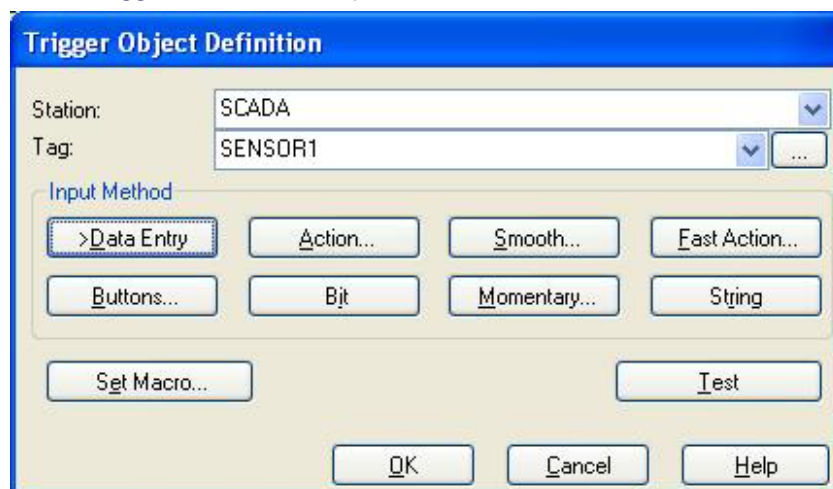 Trigger Object Definition
Station: SCADA
Tag: SENSOR1 ...
Input Method
>Data Entry Action... Smooth... Fast Action...
Buttons... Bit Momentary... String
Set Macro... Test
OK Cancel Help